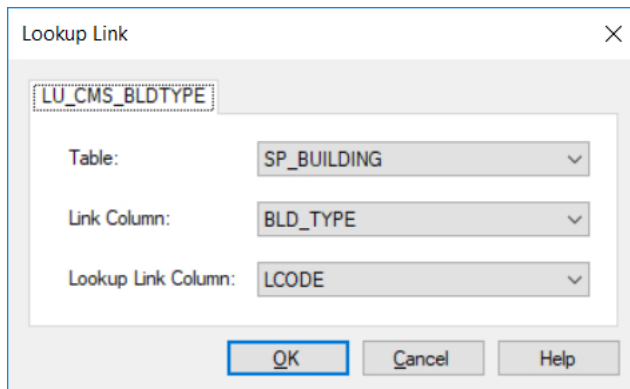 Lookup Link
LU_CMS_BLDTYPE
Table: SP_BUILDING
Link Column: BLD_TYPE
Lookup Link Column: LCODE
OK Cancel Help